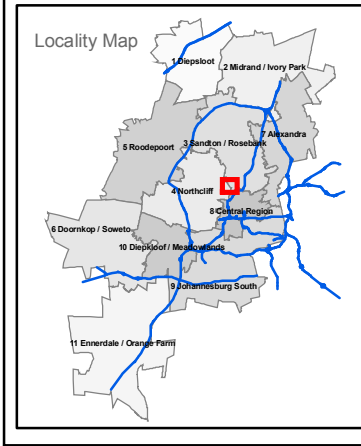 Locality Map
1 Diepsloot
2 Midrand / Ivory Park
3 Sandton / Rosebank
7 Alexandra
5 Roodepoort
4 Northcliff
8 Central Region
6 Doornkop / Soweto
10 Diepkloof / Meadowlands
9 Johannesburg South
11 Ennerdale / Orange Farm